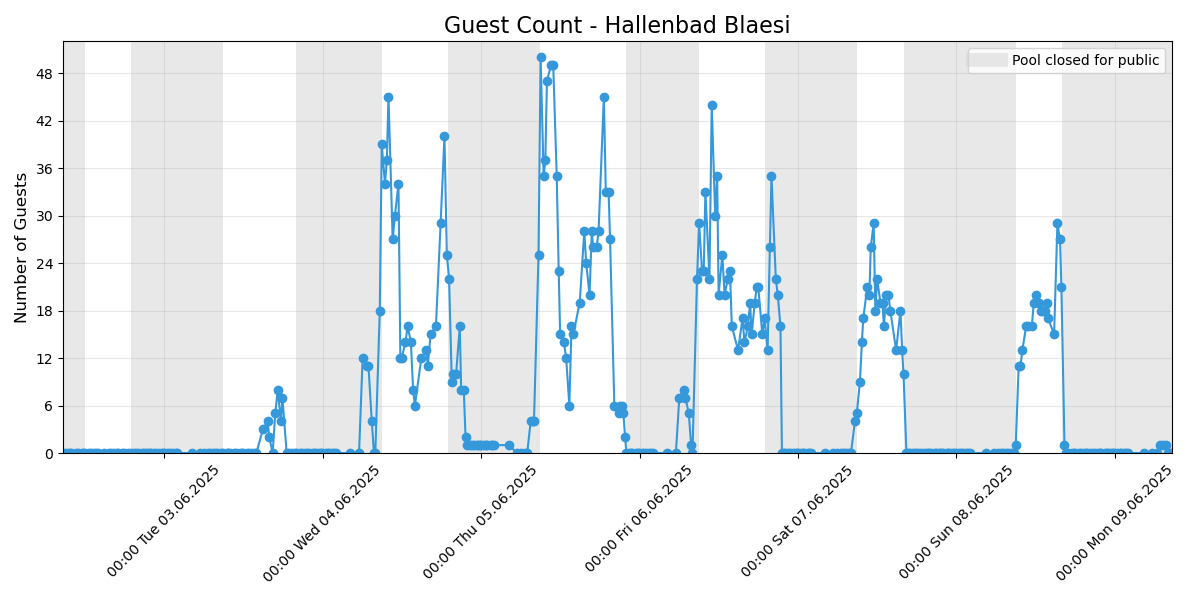 Guest Count - Hallenbad Blaesi
Pool closed for public
Number of Guests
48
42
36
30
24
18
12
6
0
00:00 Tue 03.06.2025
00:00 Wed 04.06.2025
00:00 Thu 05.06.2025
00:00 Fri 06.06.2025
00:00 Sat 07.06.2025
00:00 Sun 08.06.2025
00:00 Mon 09.06.2025